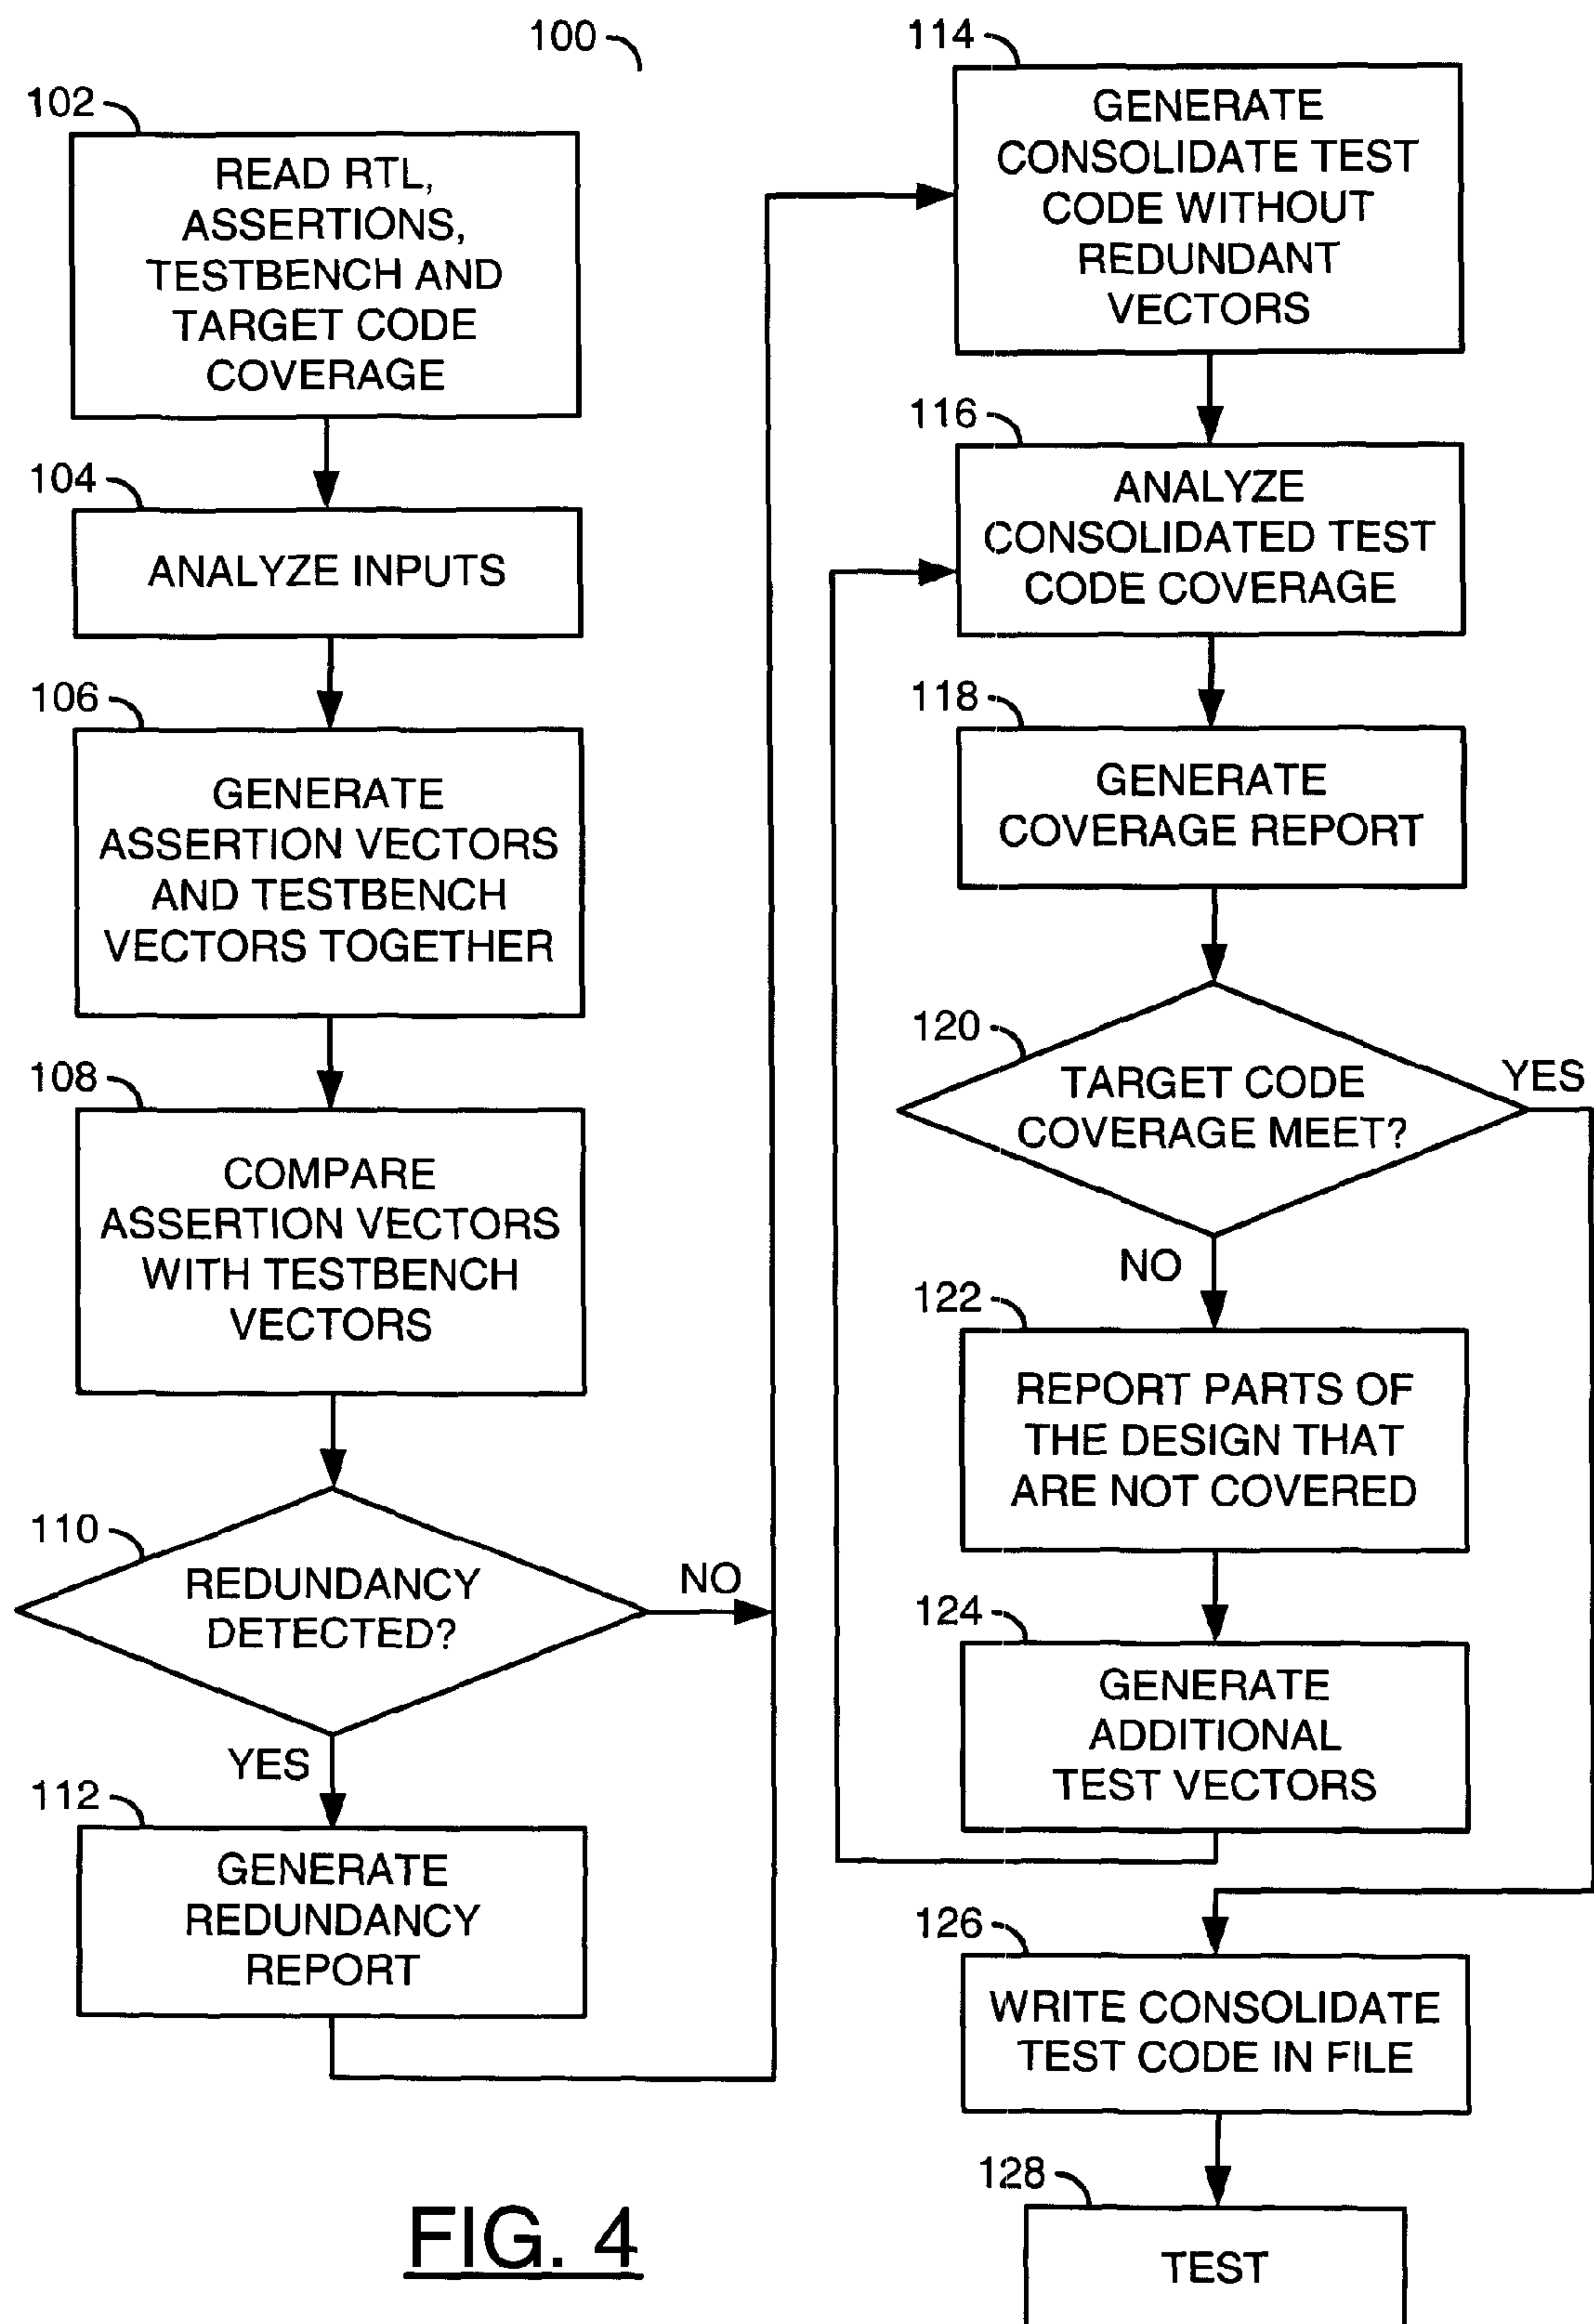 100
102
READ RTL,
ASSERTIONS,
TESTBENCH AND
TARGET CODE
COVERAGE
104
ANALYZE INPUTS
106
GENERATE
ASSERTION VECTORS
AND TESTBENCH
VECTORS TOGETHER
108
COMPARE
ASSERTION VECTORS
WITH TESTBENCH
VECTORS
110
REDUNDANCY
DETECTED?
NO
YES
112
GENERATE
REDUNDANCY
REPORT
114
GENERATE
CONSOLIDATE TEST
CODE WITHOUT
REDUNDANT
VECTORS
116
ANALYZE
CONSOLIDATED TEST
CODE COVERAGE
118
GENERATE
COVERAGE REPORT
120
TARGET CODE
COVERAGE MEET?
YES
NO
122
REPORT PARTS OF
THE DESIGN THAT
ARE NOT COVERED
124
GENERATE
ADDITIONAL
TEST VECTORS
126
WRITE CONSOLIDATE
TEST CODE IN FILE
128
TEST
FIG. 4